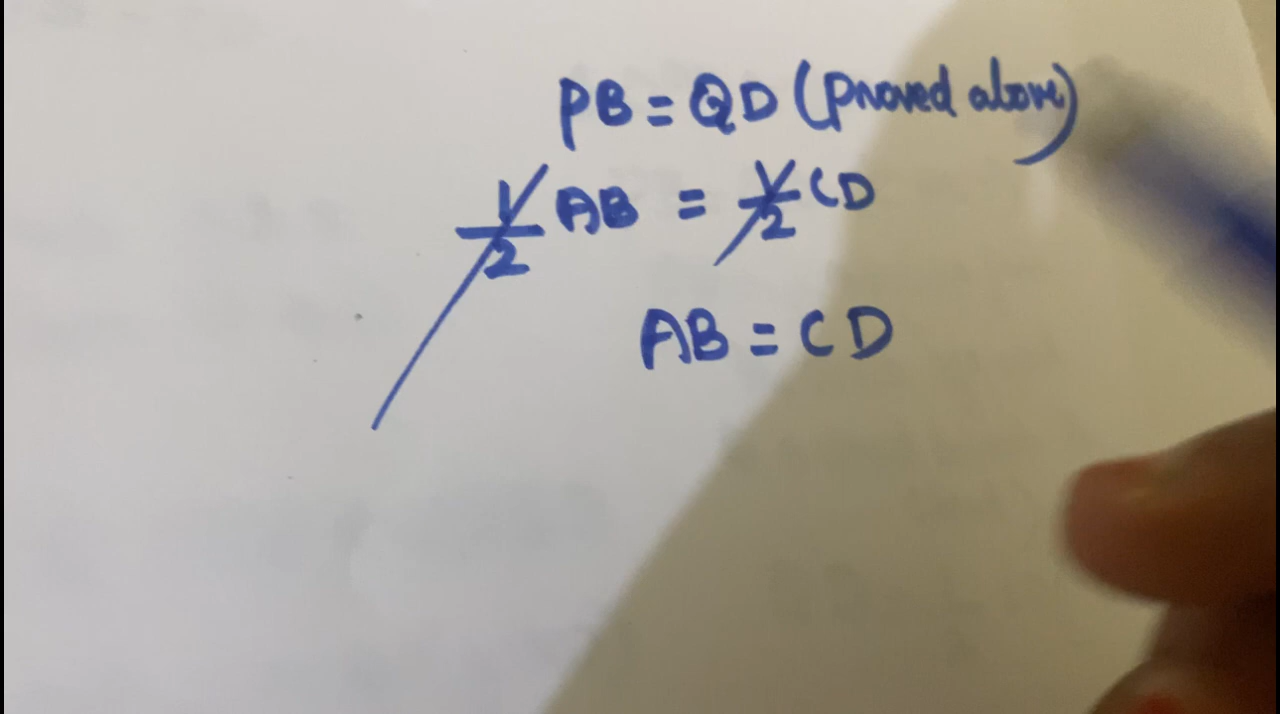 PB = QD (Proved above)
1/2 AB = 1/2 CD
AB = CD